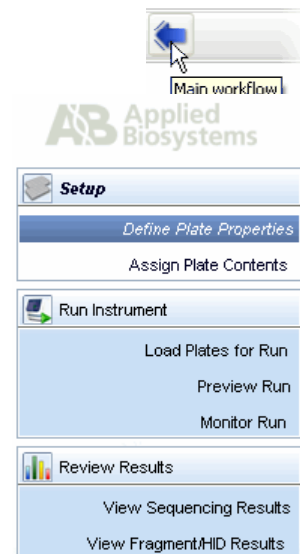 Main workflow
AB Applied
Biosystems
Setup
Define Plate Properties
Assign Plate Contents
Run Instrument
Load Plates for Run
Preview Run
Monitor Run
Review Results
View Sequencing Results
View Fragment/HID Results